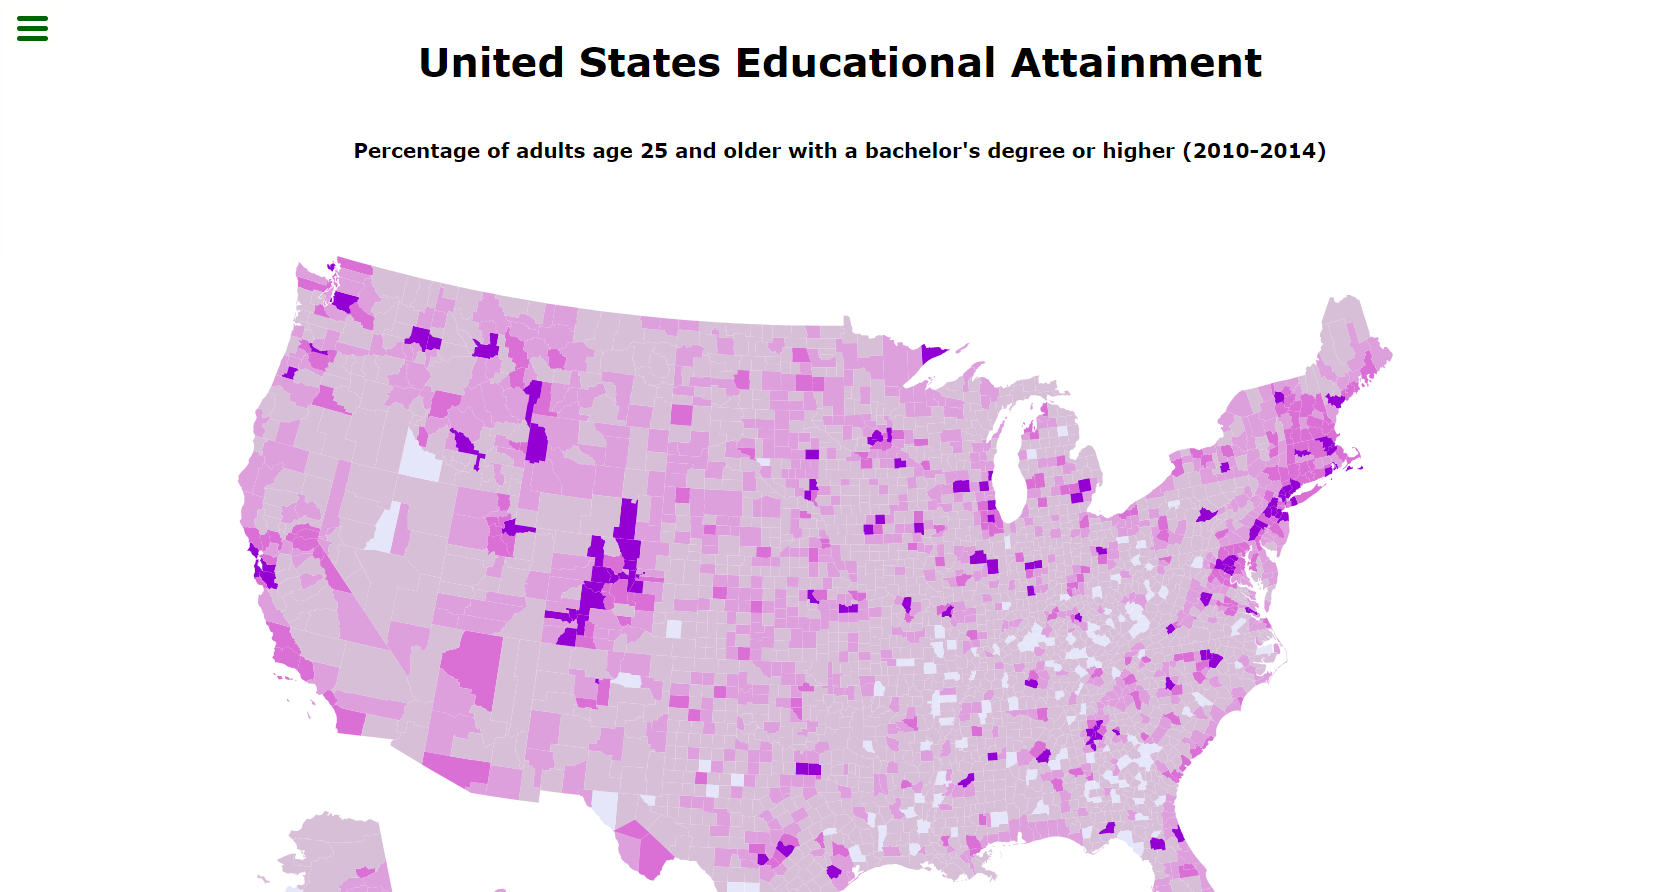 United States Educational Attainment
Percentage of adults age 25 and older with a bachelor's degree or higher (2010-2014)